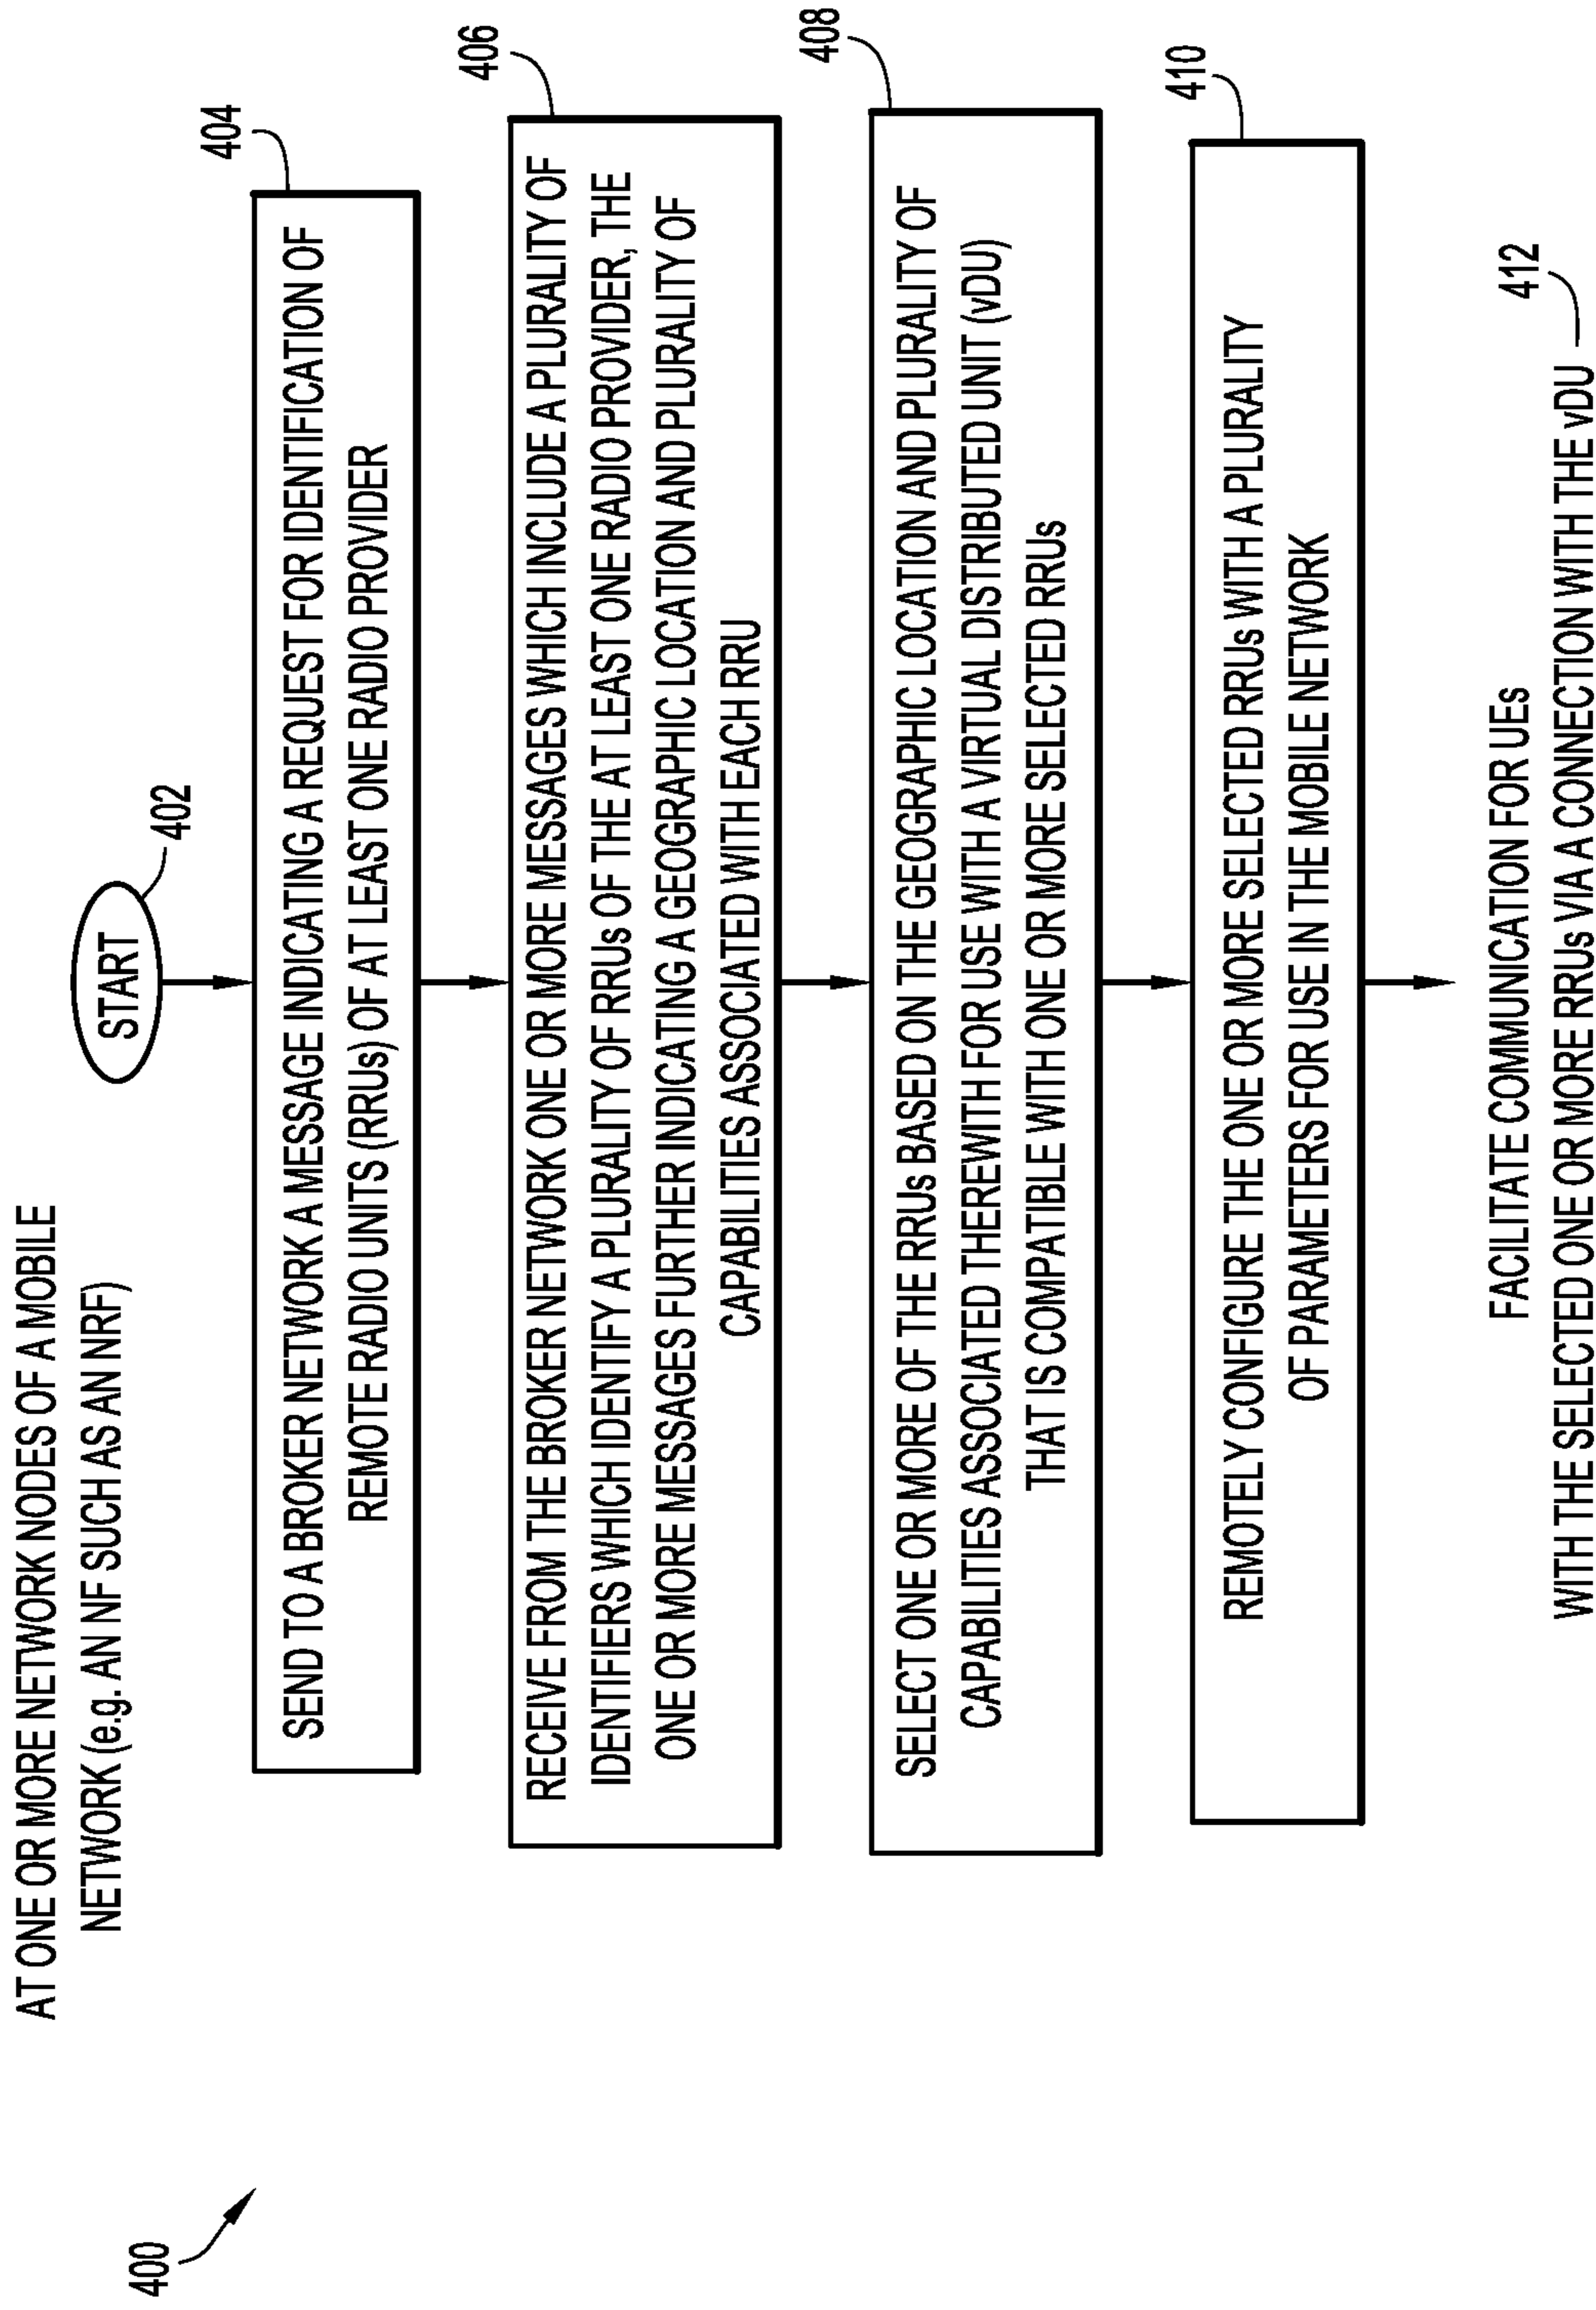 400
AT ONE OR MORE NETWORK NODES OF A MOBILE
NETWORK (e.g. AN NF SUCH AS AN NRF)
START
402
404
SEND TO A BROKER NETWORK A MESSAGE INDICATING A REQUEST FOR IDENTIFICATION OF
REMOTE RADIO UNITS (RRUs) OF AT LEAST ONE RADIO PROVIDER
406
RECEIVE FROM THE BROKER NETWORK ONE OR MORE MESSAGES WHICH INCLUDE A PLURALITY OF
IDENTIFIERS WHICH IDENTIFY A PLURALITY OF RRUs OF THE AT LEAST ONE RADIO PROVIDER, THE
ONE OR MORE MESSAGES FURTHER INDICATING A GEOGRAPHIC LOCATION AND PLURALITY OF
CAPABILITIES ASSOCIATED WITH EACH RRU
408
SELECT ONE OR MORE OF THE RRUs BASED ON THE GEOGRAPHIC LOCATION AND PLURALITY OF
CAPABILITIES ASSOCIATED THEREWITH FOR USE WITH A VIRTUAL DISTRIBUTED UNIT (vDU)
THAT IS COMPATIBLE WITH ONE OR MORE SELECTED RRUs
410
REMOTELY CONFIGURE THE ONE OR MORE SELECTED RRUs WITH A PLURALITY
OF PARAMETERS FOR USE IN THE MOBILE NETWORK
412
FACILITATE COMMUNICATION FOR UEs
WITH THE SELECTED ONE OR MORE RRUs VIA A CONNECTION WITH THE vDU